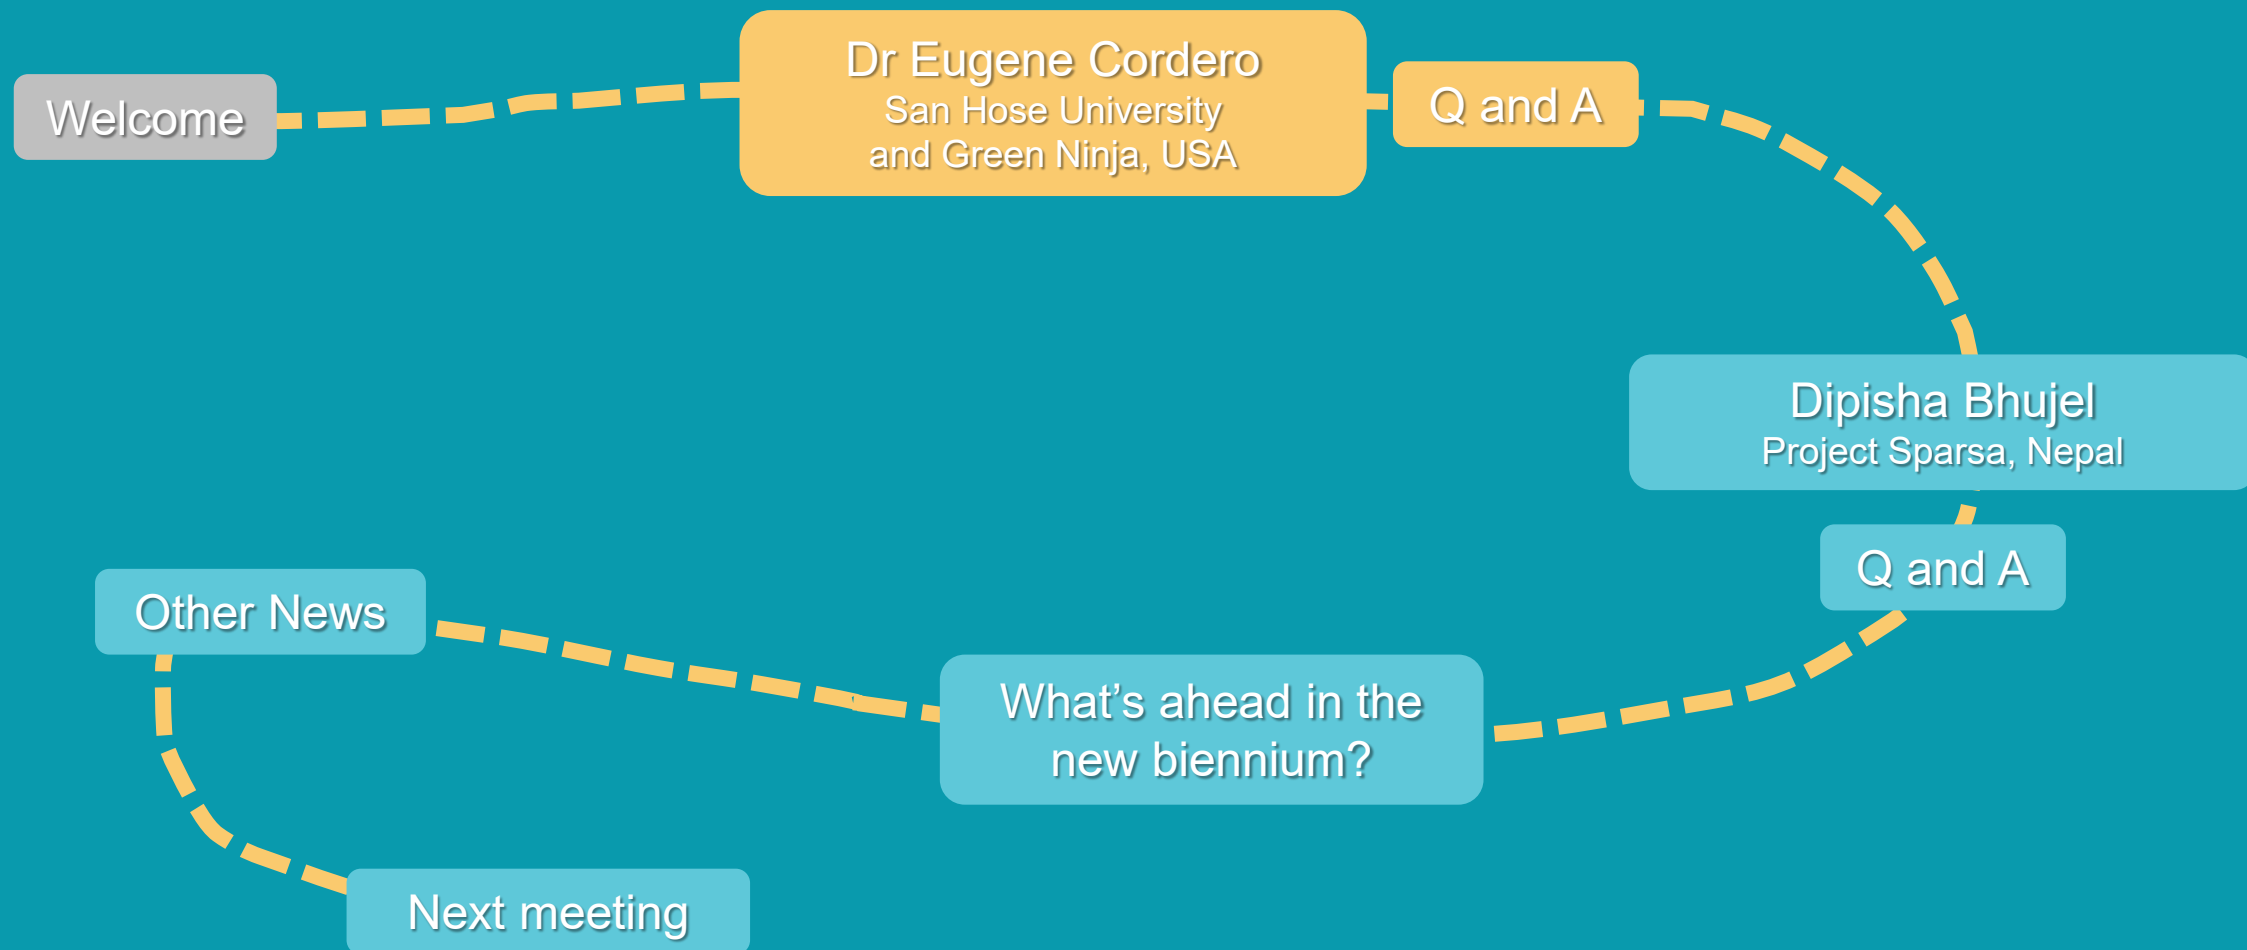 Welcome
Dr Eugene Cordero
San Hose University
and Green Ninja, USA
Q and A
Dipisha Bhujel
Project Sparsa, Nepal
Q and A
What’s ahead in the
new biennium?
Other News
Next meeting